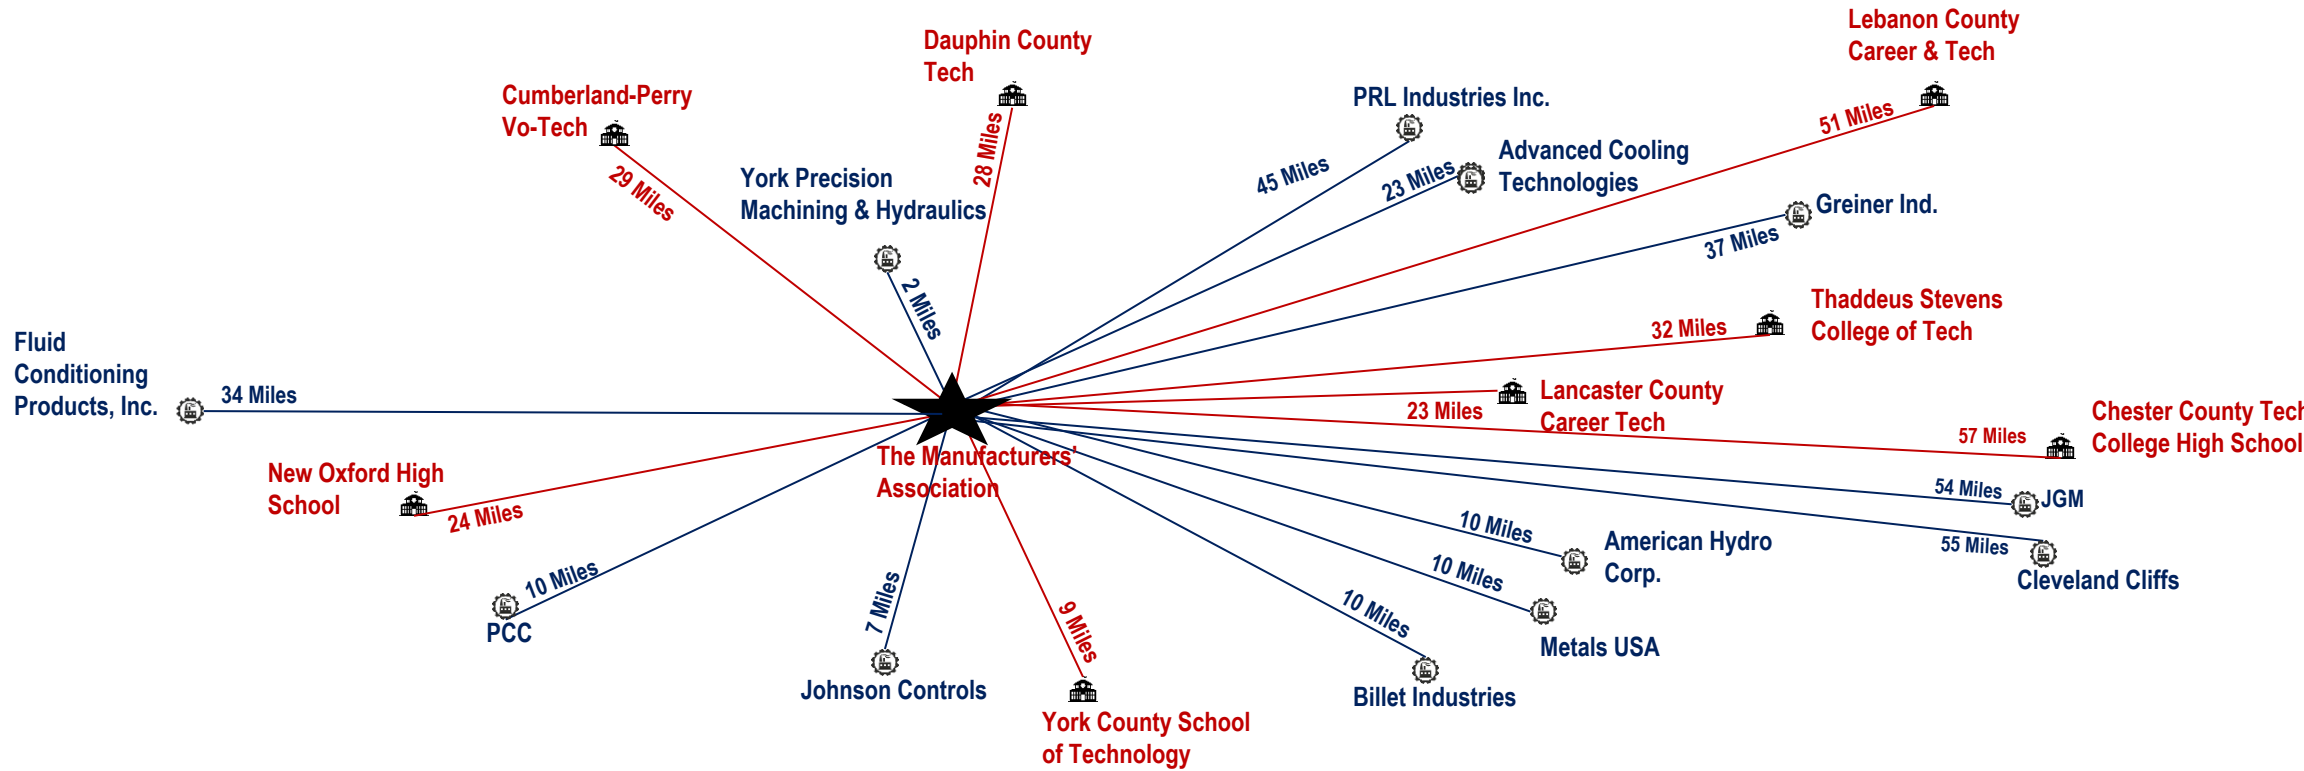 Lebanon County
Career & Tech
Dauphin County
Tech
Cumberland-Perry
Vo-Tech
PRL Industries Inc.
51 Miles
28 Miles
Advanced Cooling
Technologies
45 Miles
23 Miles
29 Miles
York Precision
Machining & Hydraulics
Greiner Ind.
37 Miles
2 Miles
Thaddeus Stevens
College of Tech
32 Miles
Fluid
Conditioning
Products, Inc.
34 Miles
Lancaster County
Career Tech
23 Miles
Chester County Tech
College High School
57 Miles
The Manufacturers'
Association
New Oxford High
School
24 Miles
54 Miles
JGM
10 Miles
American Hydro
Corp.
55 Miles
Cleveland Cliffs
10 Miles
PCC
10 Miles
Metals USA
7 Miles
Johnson Controls
9 Miles
10 Miles
Billet Industries
York County School
of Technology